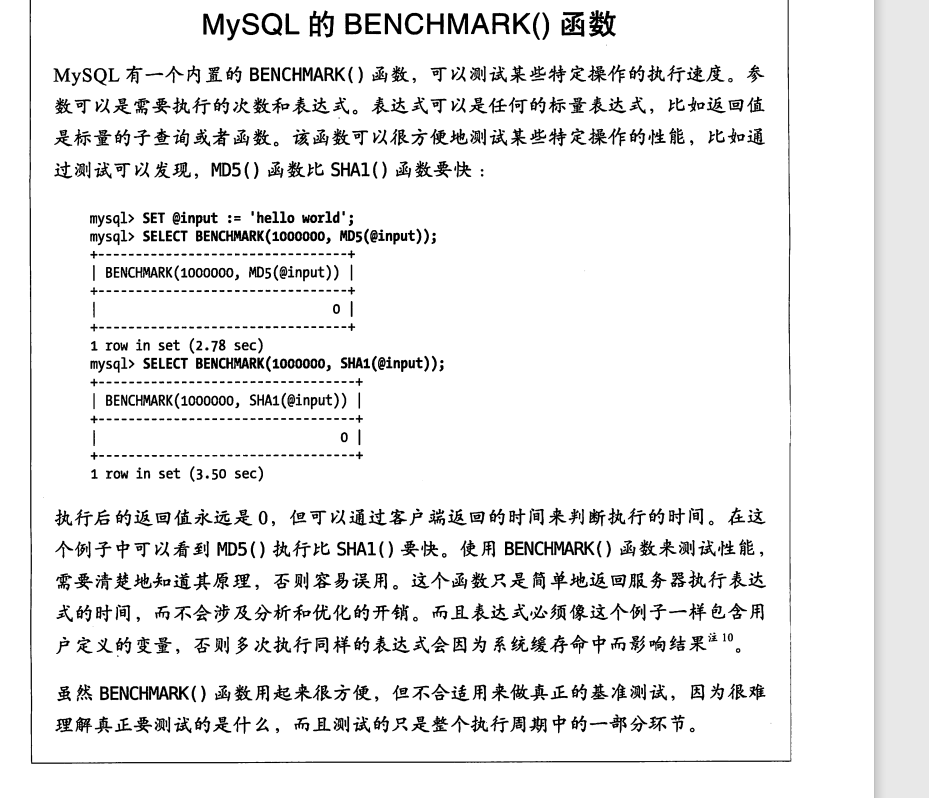 MySQL 的 BENCHMARK() 函数
MySQL 有一个内置的 BENCHMARK() 函数，可以测试某些特定操作的执行速度。参
数可以是需要执行的次数和表达式。表达式可以是任何的标量表达式，比如返回值
是标量的子查询或者函数。该函数可以很方便地测试某些特定操作的性能，比如通
过测试可以发现，MD5() 函数比 SHA1() 函数要快：
mysql> SET @input := 'hello world';
mysql> SELECT BENCHMARK(1000000, MD5(@input));
+---------------------------------+
| BENCHMARK(1000000, MD5(@input)) |
+---------------------------------+
|                               0 |
+---------------------------------+
1 row in set (2.78 sec)
mysql> SELECT BENCHMARK(1000000, SHA1(@input));
+----------------------------------+
| BENCHMARK(1000000, SHA1(@input)) |
+----------------------------------+
|                                0 |
+----------------------------------+
1 row in set (3.50 sec)
执行后的返回值永远是 0，但可以通过客户端返回的时间来判断执行的时间。在这
个例子中可以看到 MD5() 执行比 SHA1() 要快。使用 BENCHMARK() 函数来测试性能，
需要清楚地知道其原理，否则容易误用。这个函数只是简单地返回服务器执行表达
式的时间，而不会涉及分析和优化的开销。而且表达式必须像这个例子一样包含用
户定义的变量，否则多次执行同样的表达式会因为系统缓存命中而影响结果注 10。
虽然 BENCHMARK() 函数用起来很方便，但不合适用来做真正的基准测试，因为很难
理解真正要测试的是什么，而且测试的只是整个执行周期中的一部分环节。